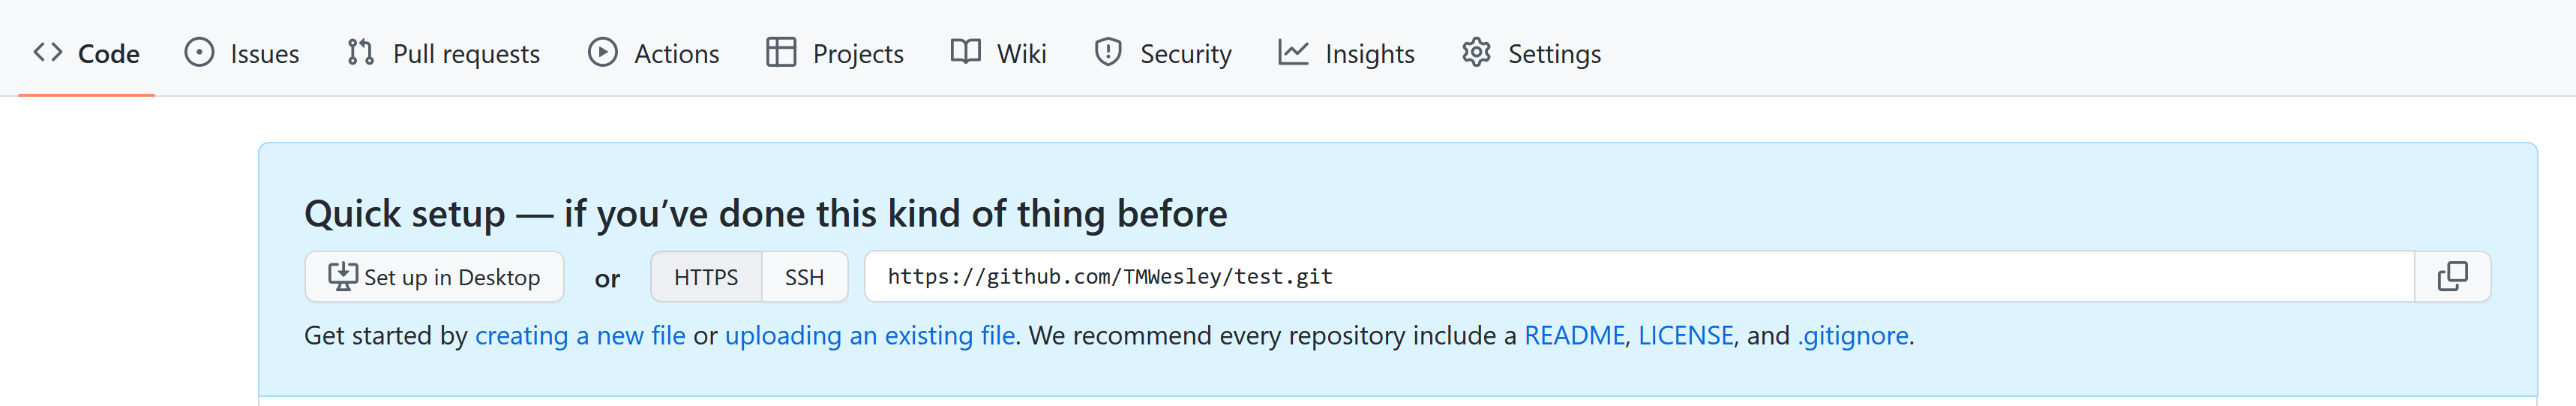 Code Issues Pull requests Actions Projects Wiki Security Insights Settings
Quick setup — if you’ve done this kind of thing before
Set up in Desktop or HTTPS SSH https://github.com/TMWesley/test.git
Get started by creating a new file or uploading an existing file. We recommend every repository include a README, LICENSE, and .gitignore.